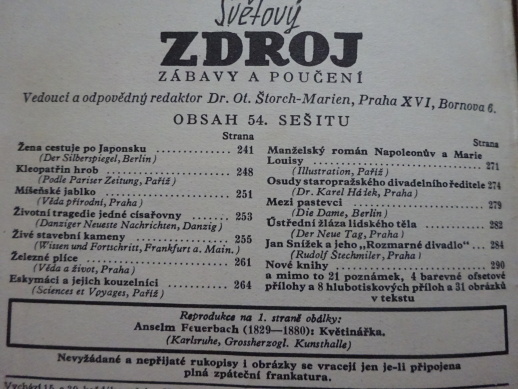 Světový
ZDROJ
ZÁBAVY A POUČENÍ
Vedoucí a odpovědný redaktor Dr. Ot. Štorch-Marien, Praha XVI, Bornova 6.
OBSAH 54. SEŠITU
Strana
Žena cestuje po Japonsku 241
(Der Silberspiegel, Berlin)
Kleopatřin hrob 248
(Podle Pariser Zeitung, Paříž)
Míšeňské jablko 251
(Věda přírodní, Praha)
Životní tragedie jedné císařovny 253
(Danziger Neueste Nachrichten, Danzig)
Živé stavební kameny 255
(Wissen und Fortschritt, Frankfurt a. Main.)
Železné plíce 261
(Věda a život, Praha)
Eskymáci a jejich kouzelníci 264
(Sciences et Voyages, Paříž)
Strana
Manželský román Napoleonův a Marie
Louisy 271
(Illustration, Paříž)
Osudy staropražského divadelního ředitele 274
(Dr. Karel Hádek, Praha)
Mezi pastevci 279
(Die Dame, Berlin)
Ústřední žláza lidského těla 282
(Der Neue Tag, Praha)
Jan Snížek a jeho „Rozmarné divadlo" 284
(Rudolf Štechmiler, Praha)
Nové knihy 290
a mimo to 21 poznámek, 4 barevné ofsetové
přílohy a 8 hlubotiskových příloh a 31 obrázků
v textu
Reprodukce na 1. straně obálky:
Anselm Feuerbach (1829—1880): Květinářka.
(Karlsruhe, Grossherzogl. Kunsthalle)
Nevyžádané a nepřijaté rukopisy i obrázky se vracejí jen je-li připojena
plná zpáteční frankatura.